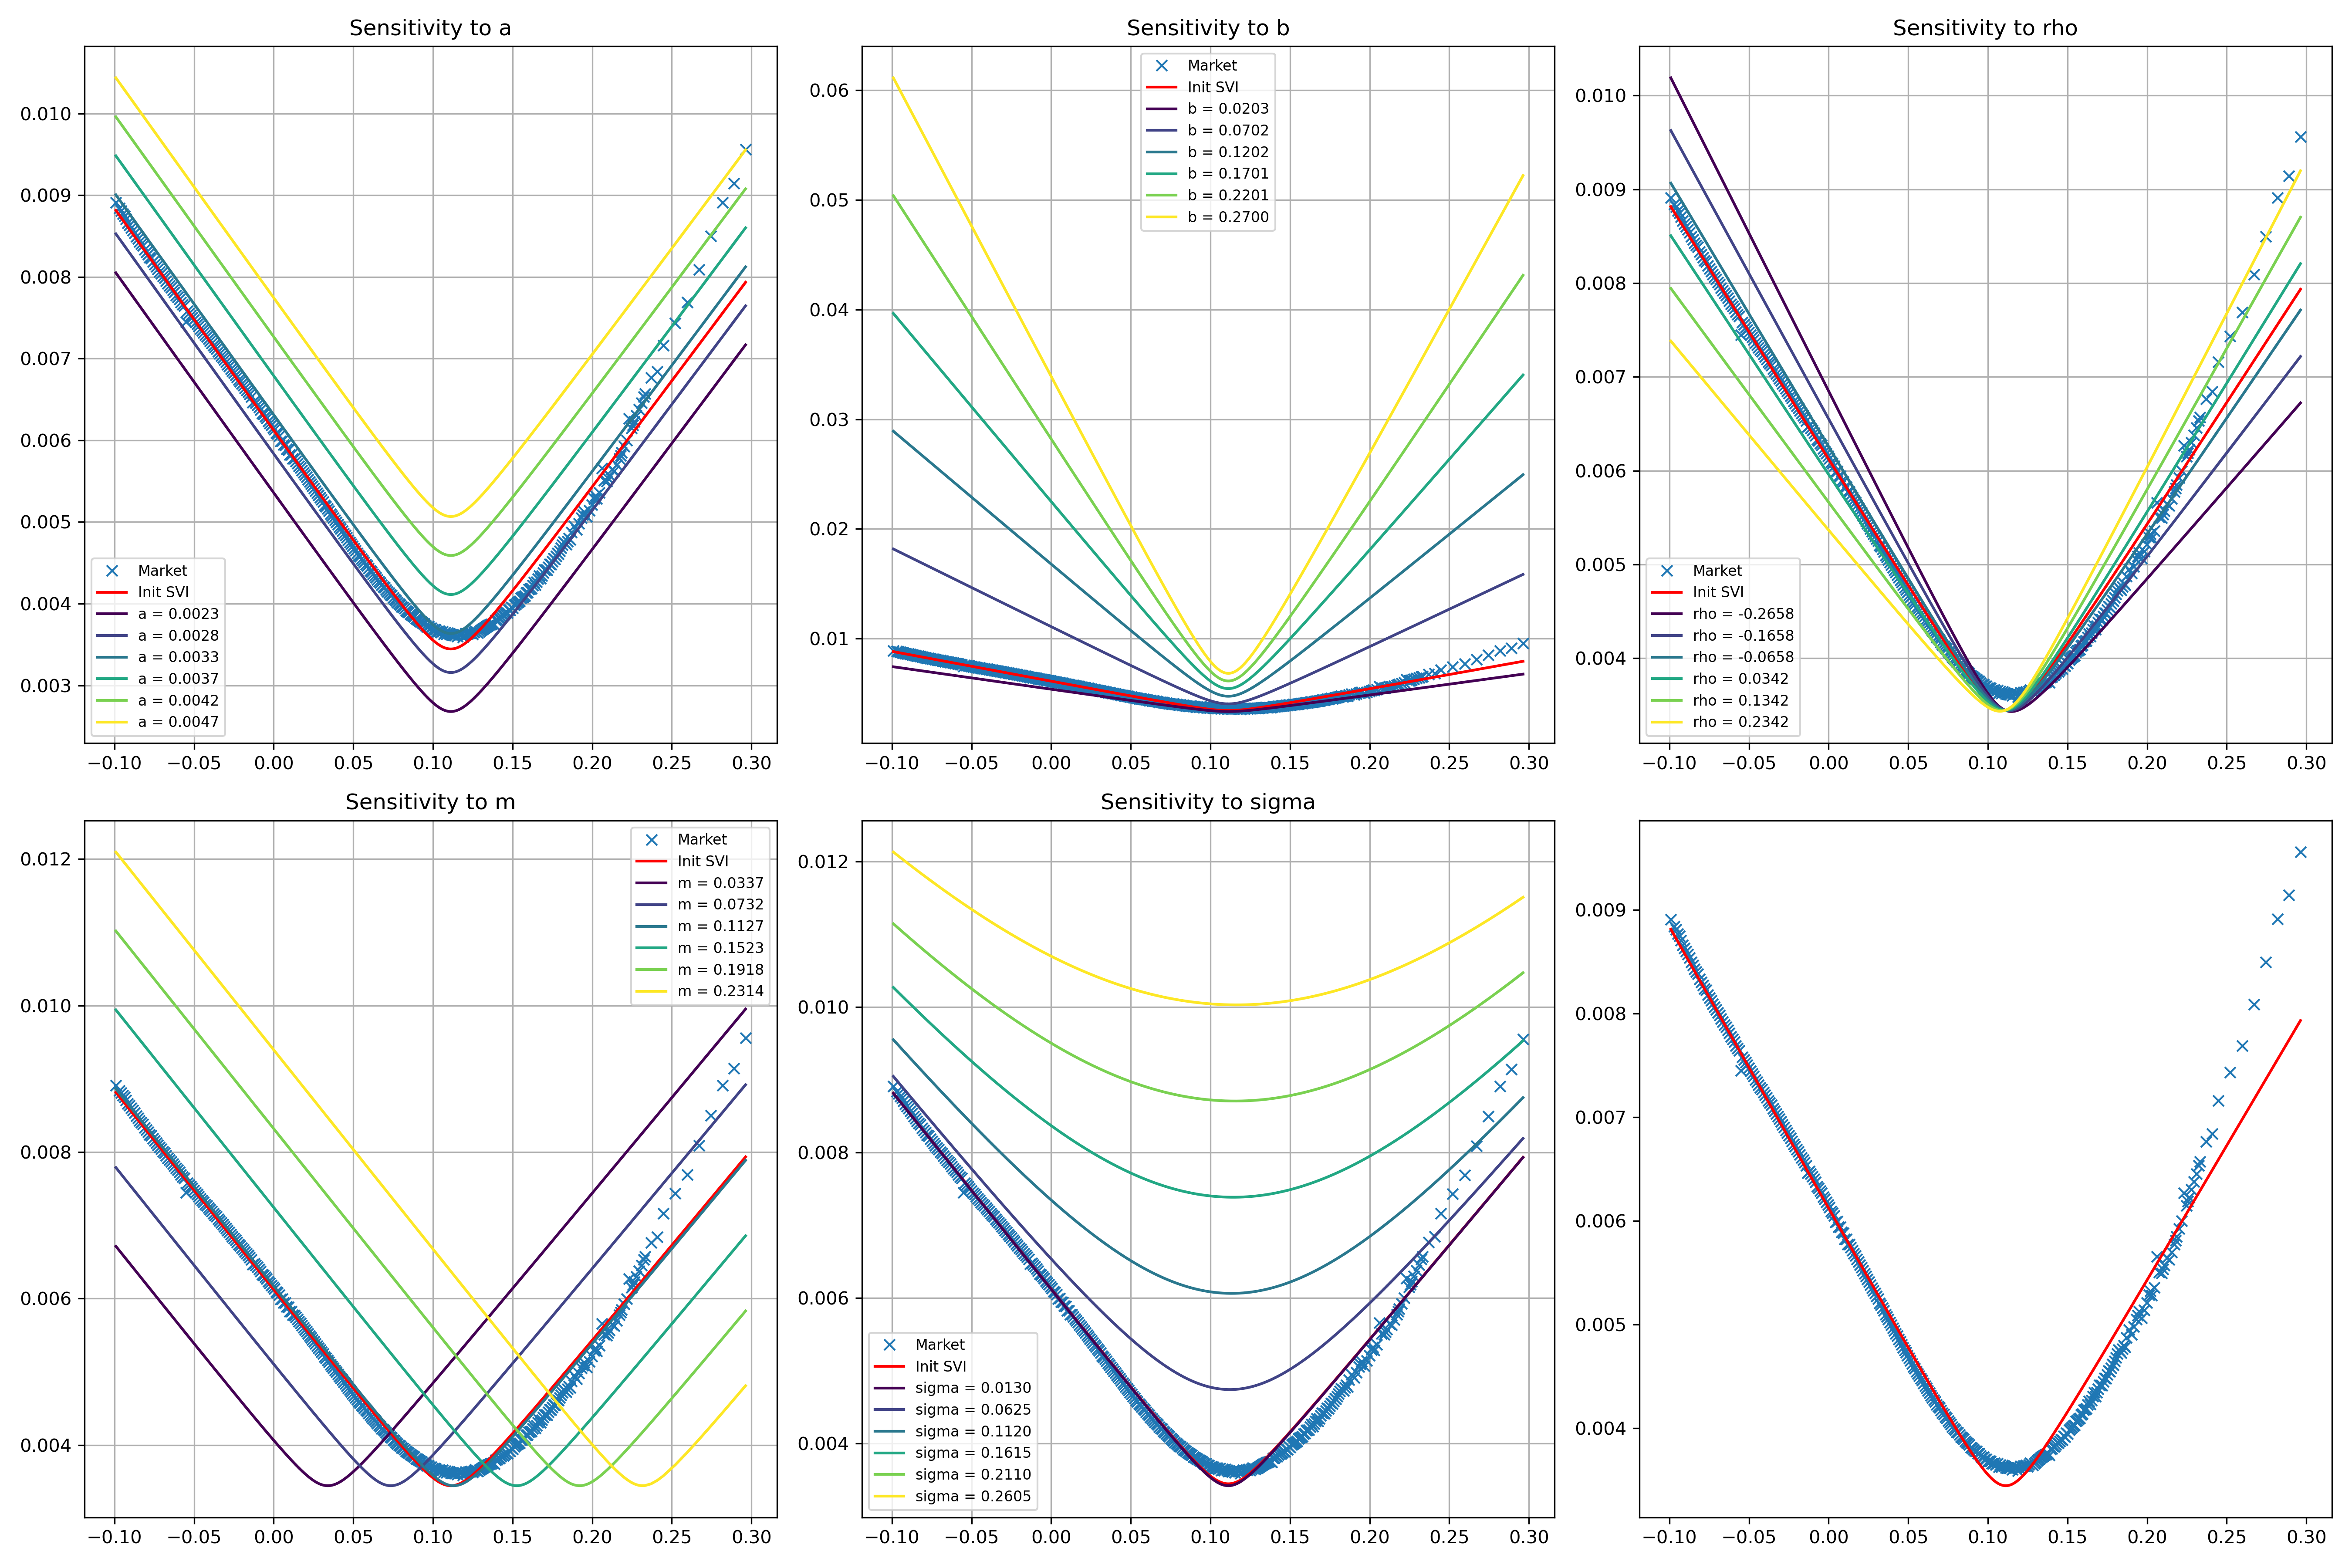 Sensitivity to a
0.010
0.009
0.008
0.007
0.006
0.005
0.004
0.003
−0.10 −0.05 0.00 0.05 0.10 0.15 0.20 0.25 0.30
Market
Init SVI
a = 0.0023
a = 0.0028
a = 0.0033
a = 0.0037
a = 0.0042
a = 0.0047
Sensitivity to b
0.06
0.05
0.04
0.03
0.02
0.01
−0.10 −0.05 0.00 0.05 0.10 0.15 0.20 0.25 0.30
Market
Init SVI
b = 0.0203
b = 0.0702
b = 0.1202
b = 0.1701
b = 0.2201
b = 0.2700
Sensitivity to rho
0.010
0.009
0.008
0.007
0.006
0.005
0.004
−0.10 −0.05 0.00 0.05 0.10 0.15 0.20 0.25 0.30
Market
Init SVI
rho = -0.2658
rho = -0.1658
rho = -0.0658
rho = 0.0342
rho = 0.1342
rho = 0.2342
Sensitivity to m
0.012
0.010
0.008
0.006
0.004
−0.10 −0.05 0.00 0.05 0.10 0.15 0.20 0.25 0.30
Market
Init SVI
m = 0.0337
m = 0.0732
m = 0.1127
m = 0.1523
m = 0.1918
m = 0.2314
Sensitivity to sigma
0.012
0.010
0.008
0.006
0.004
−0.10 −0.05 0.00 0.05 0.10 0.15 0.20 0.25 0.30
Market
Init SVI
sigma = 0.0130
sigma = 0.0625
sigma = 0.1120
sigma = 0.1615
sigma = 0.2110
sigma = 0.2605
0.009
0.008
0.007
0.006
0.005
0.004
−0.10 −0.05 0.00 0.05 0.10 0.15 0.20 0.25 0.30